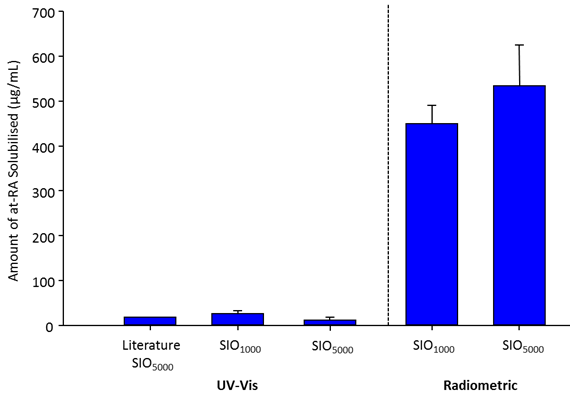 Amount of at-RA Solubilised (µg/mL)
700
600
500
400
300
200
100
0
Literature
SIO5000
SIO1000
SIO5000
SIO1000
SIO5000
UV-Vis
Radiometric